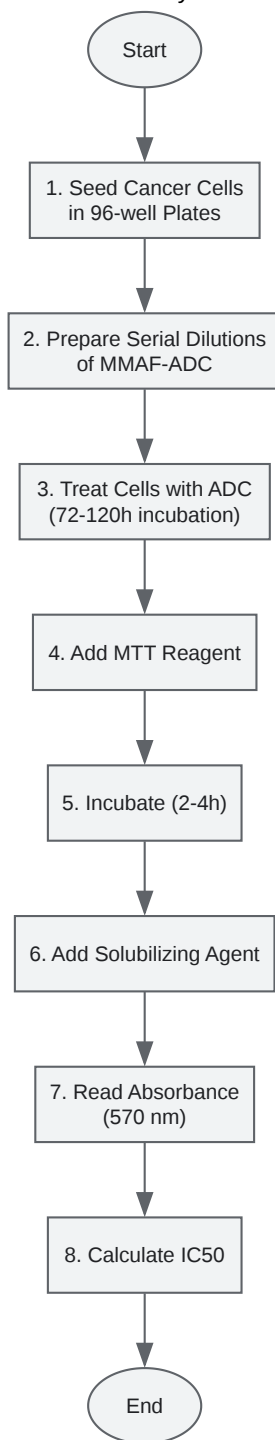 Start
1. Seed Cancer Cells
in 96-well Plates
2. Prepare Serial Dilutions
of MMAF-ADC
3. Treat Cells with ADC
(72-120h incubation)
4. Add MTT Reagent
5. Incubate (2-4h)
6. Add Solubilizing Agent
7. Read Absorbance
(570 nm)
8. Calculate IC50
End